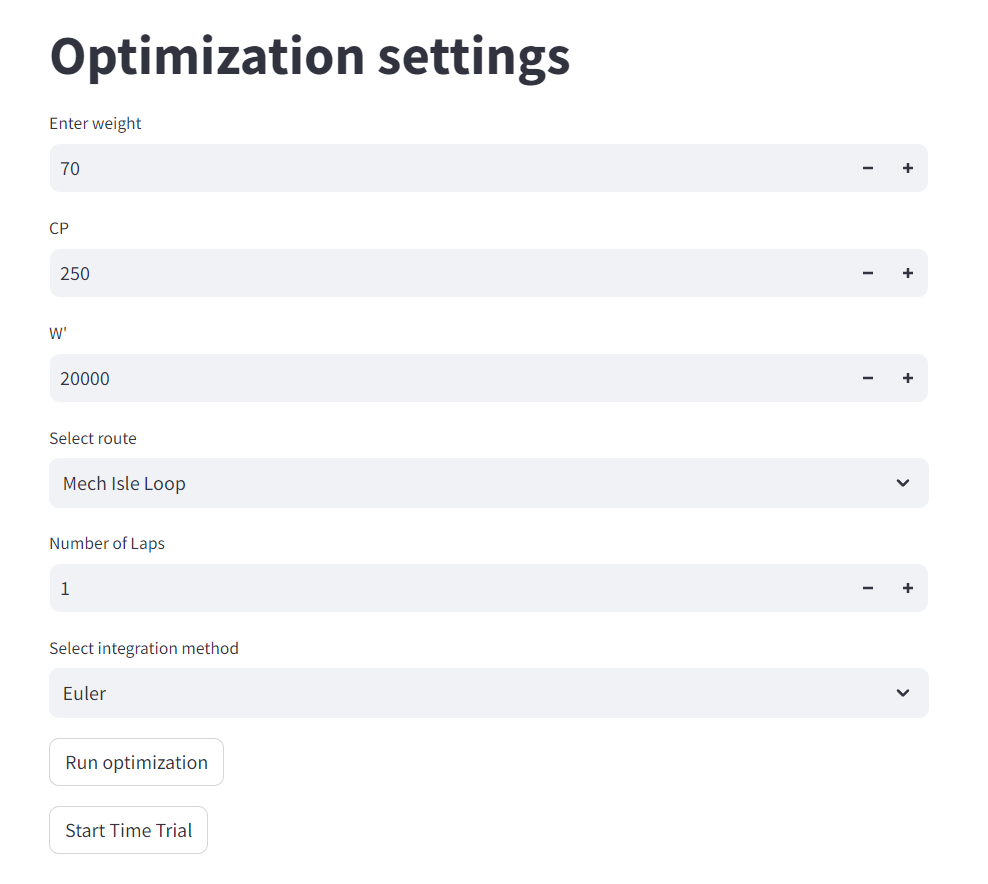 Optimization settings
Enter weight
70
CP
250
W'
20000
Select route
Mech Isle Loop
Number of Laps
1
Select integration method
Euler
Run optimization
Start Time Trial